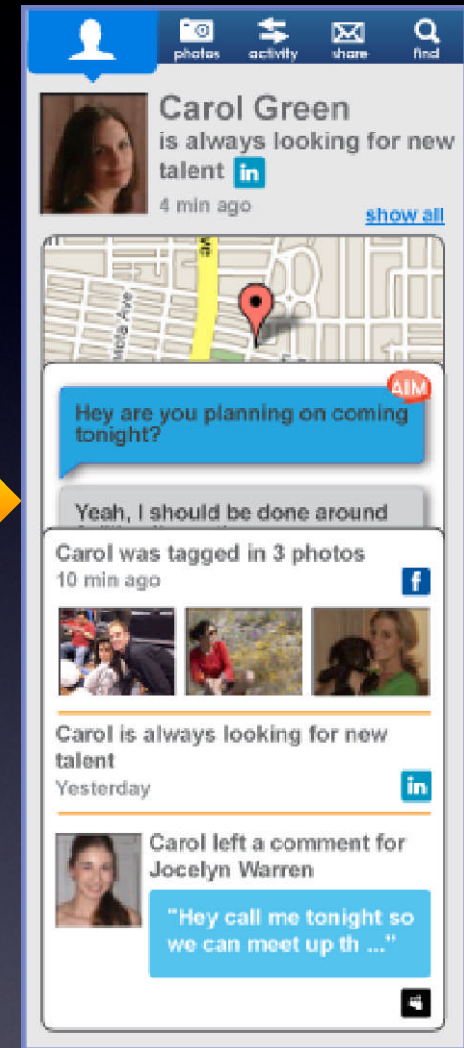 photos activity share find
Carol Green
is always looking for new
talent in
4 min ago
show all
AIM
Hey are you planning on coming
tonight?
Yeah, I should be done around
Carol was tagged in 3 photos
10 min ago
f
Carol is always looking for new
talent
Yesterday
in
Carol left a comment for
Jocelyn Warren
"Hey call me tonight so
we can meet up th ..."